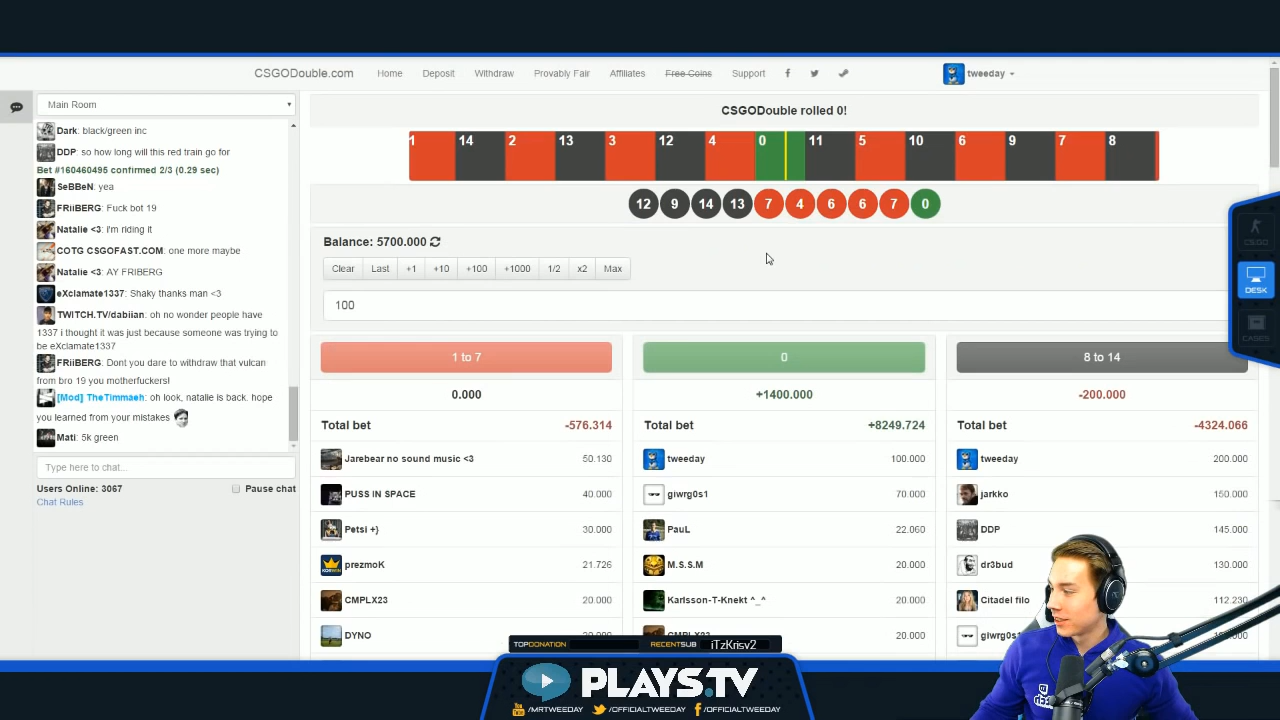 CSGODouble.com Home Deposit Withdraw Provably Fair Affiliates Free Coins Support tweeday
Main Room
Dark: black/green inc
DDP: so how long will this red train go for
Bet #160460495 confirmed 2/3 (0.29 sec)
SeBBeN: yea
FRiiBERG: Fuck bot 19
Natalie <3: i'm riding it
COTG CSGOFAST.COM: one more maybe
Natalie <3: AY FRIBERG
eXclamate1337: Shaky thanks man <3
TWITCH.TV/dabiian: oh no wonder people have
1337 i thought it was just because someone was trying to
be eXclamate1337
FRiiBERG: Dont you dare to withdraw that vulcan
from bro 19 you motherfuckers!
[Mod] TheTimmaeh: oh look, natalie is back. hope
you learned from your mistakes
Mati: 5k green
Type here to chat...
Users Online: 3067 Pause chat
Chat Rules
CSGODouble rolled 0!
1 14 2 13 3 12 4 0 11 5 10 6 9 7 8
12 9 14 13 7 4 6 6 7 0
Balance: 5700.000
Clear Last +1 +10 +100 +1000 1/2 x2 Max
100
1 to 7 0 8 to 14
0.000 +1400.000 -200.000
Total bet -576.314 Total bet +8249.724 Total bet -4324.066
Jarebear no sound music <3 50.130 tweeday 100.000 tweeday 200.000
PUSS IN SPACE 40.000 giwrg0s1 70.000 jarkko 150.000
Petsi +) 30.000 PauL 22.060 DDP 145.000
prezmoK 21.726 M.S.S.M 20.000 dr3bud 130.000
CMPLX23 20.000 Karlsson-T-Knekt ^_^ 20.000 Citadel filo 112.230
DYNO 20.000 CMPLX23 20.000 giwrg0s1
CSGO
DESK
CASES
TOPDONATION RECENTSUB iTzKrisv2
PLAYS.TV
/MRTWEEDAY /OFFICIALTWEEDAY /OFFICIALTWEEDAY